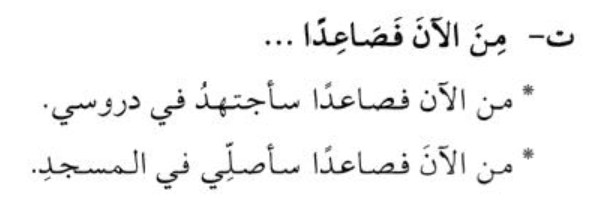 ت- مِنَ الآنَ فَصَاعِدًا ...
* من الآن فصاعدًا سأجتهدُ في دروسي.
* من الآنَ فصاعدًا سأصلِّي في المسجدِ.